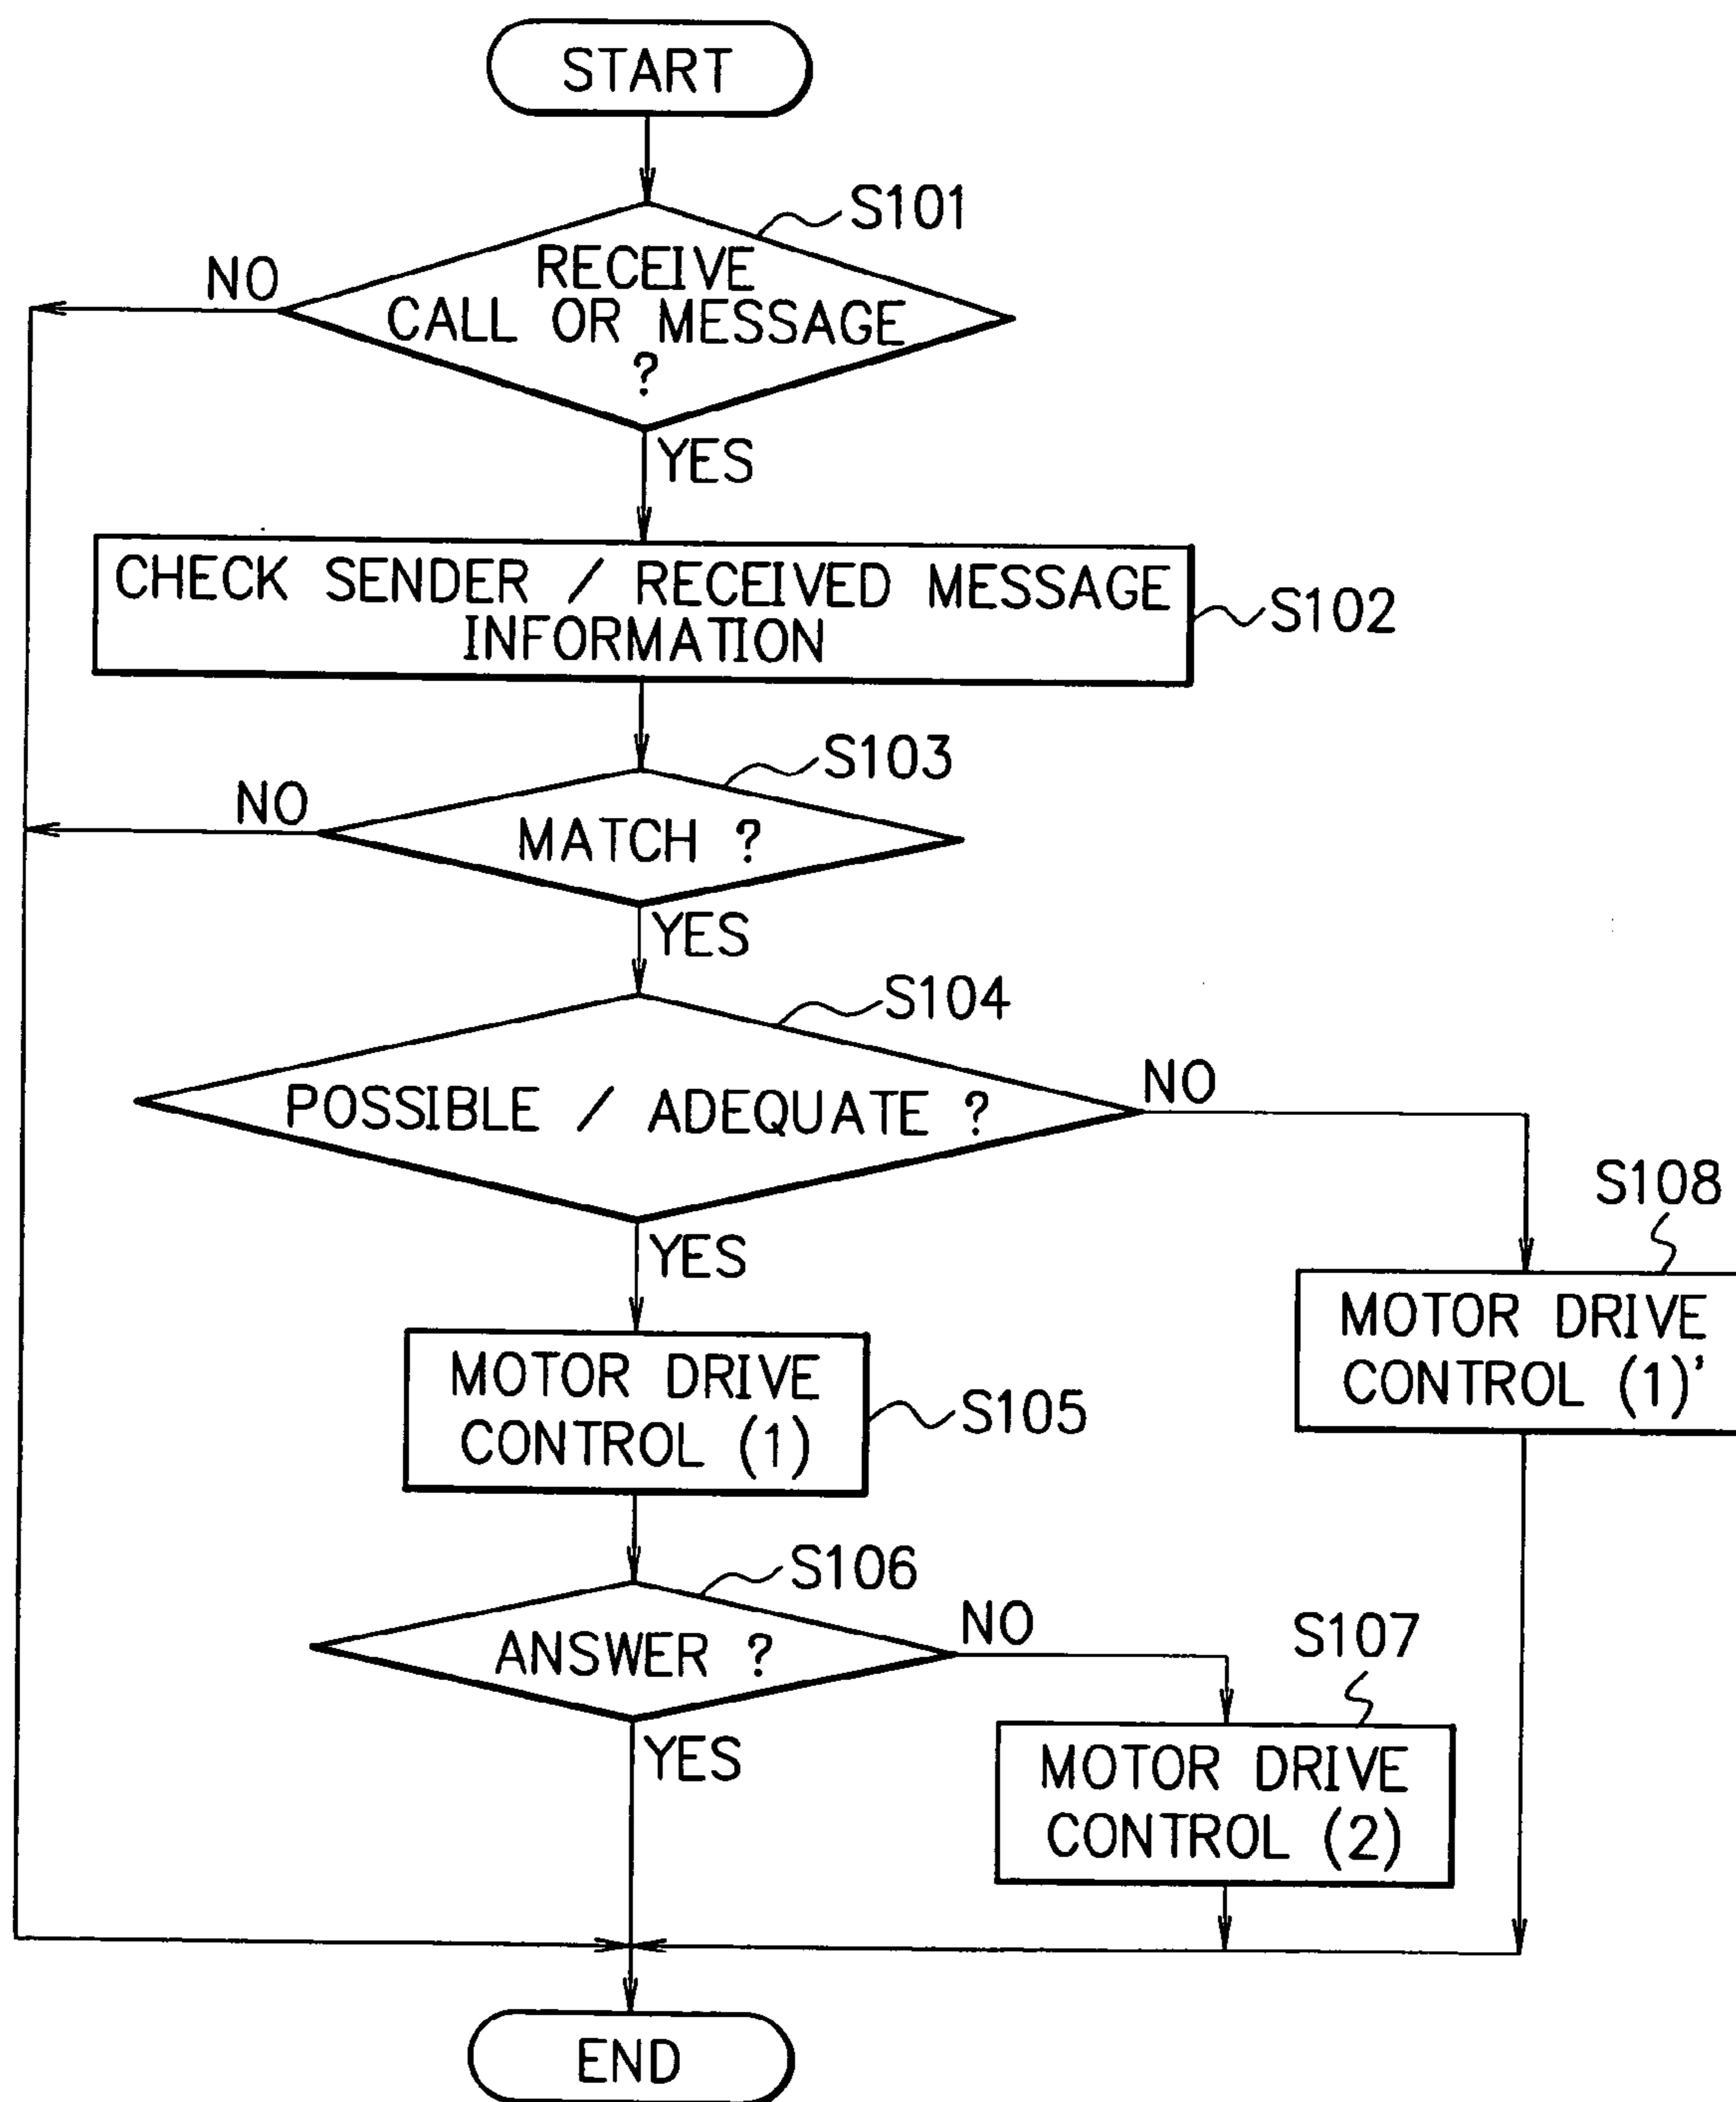 START
S101
RECEIVE
NO
CALL OR MESSAGE
?
YES
CHECK SENDER / RECEIVED MESSAGE
INFORMATION
S102
S103
NO
MATCH ?
YES
S104
POSSIBLE / ADEQUATE ?
NO
S108
YES
MOTOR DRIVE
CONTROL (1)'
MOTOR DRIVE
CONTROL (1)
S105
S106
NO
ANSWER ?
S107
YES
MOTOR DRIVE
CONTROL (2)
END